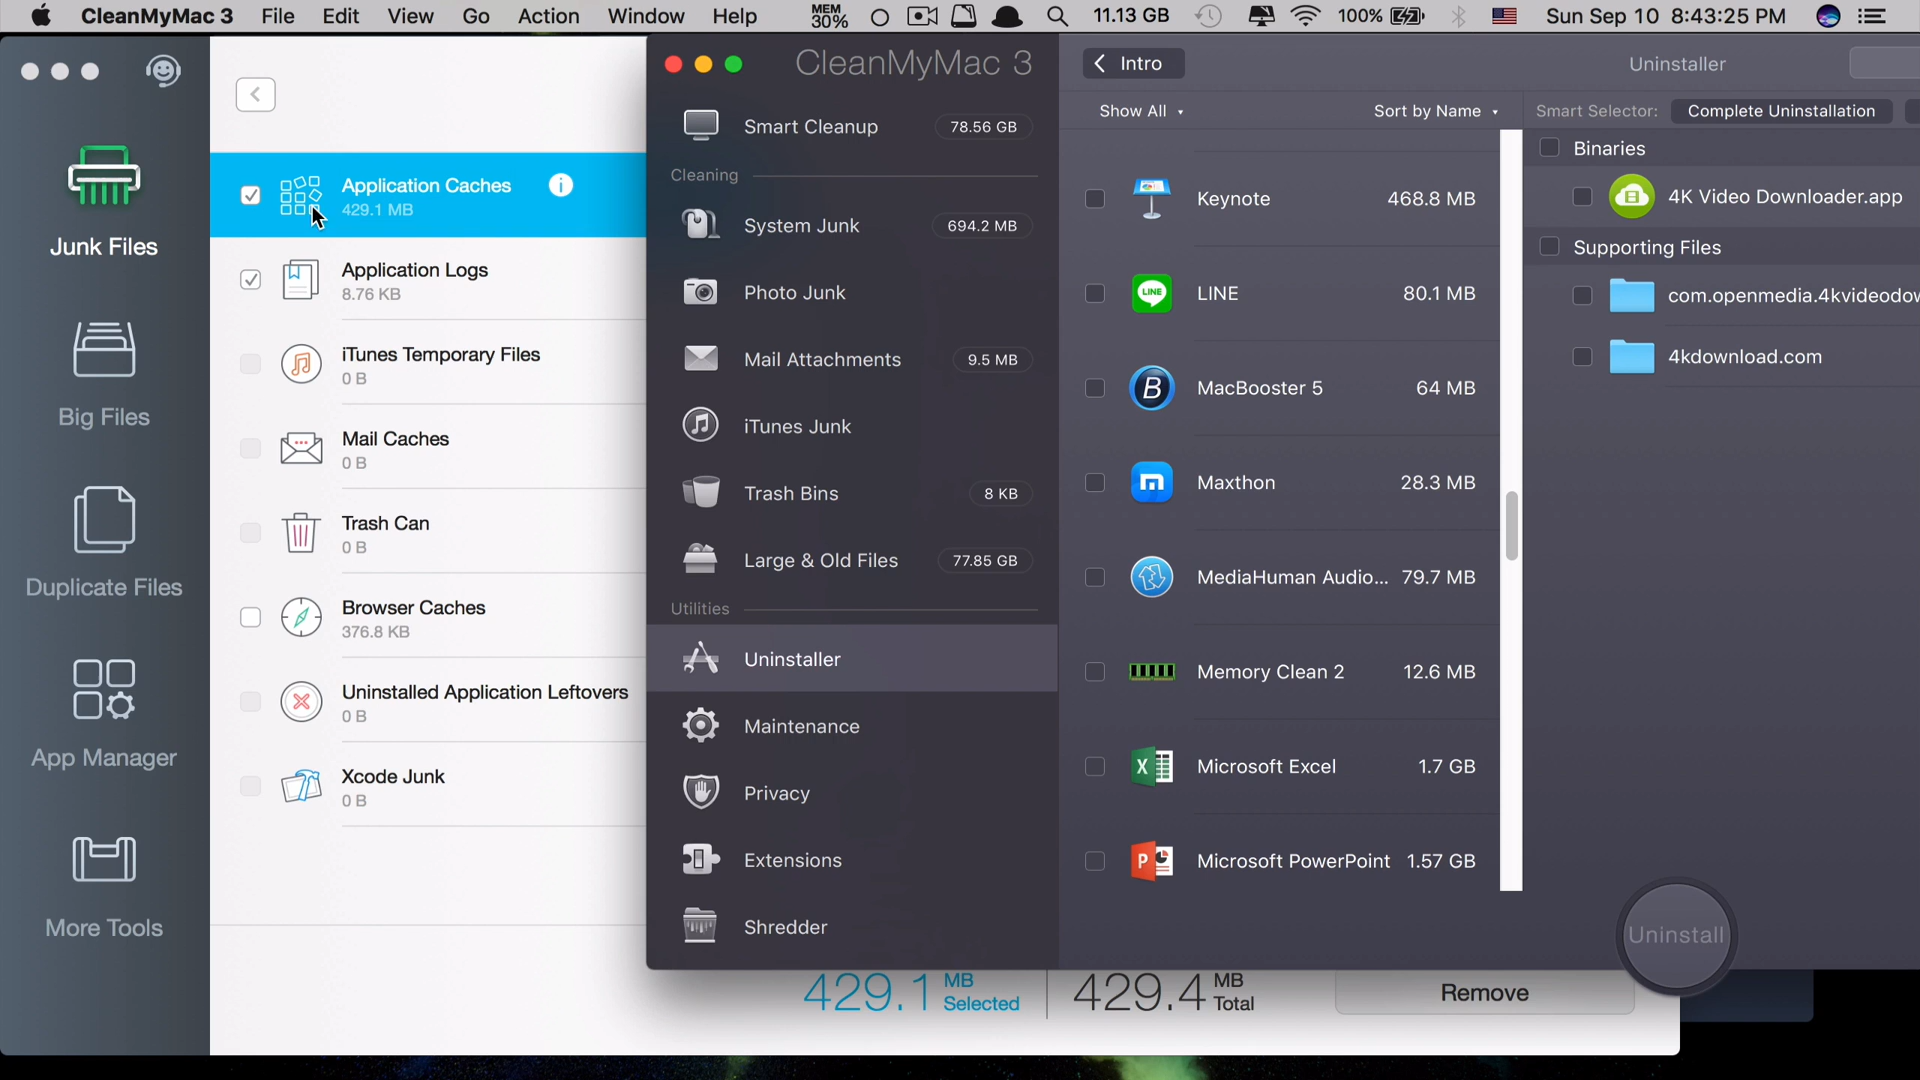 CleanMyMac 3 File Edit View Go Action Window Help MEM 30% 11.13 GB 100% Sun Sep 10 8:43:25 PM
Junk Files
Big Files
Duplicate Files
App Manager
More Tools
Application Caches
429.1 MB
Application Logs
8.76 KB
iTunes Temporary Files
0 B
Mail Caches
0 B
Trash Can
0 B
Browser Caches
376.8 KB
Uninstalled Application Leftovers
0 B
Xcode Junk
0 B
429.1 MB Selected
429.4 MB Total
Remove
CleanMyMac 3
Smart Cleanup 78.56 GB
Cleaning
System Junk 694.2 MB
Photo Junk
Mail Attachments 9.5 MB
iTunes Junk
Trash Bins 8 KB
Large & Old Files 77.85 GB
Utilities
Uninstaller
Maintenance
Privacy
Extensions
Shredder
Intro
Uninstaller
Show All Sort by Name
Keynote 468.8 MB
LINE LINE 80.1 MB
B MacBooster 5 64 MB
Maxthon 28.3 MB
MediaHuman Audio... 79.7 MB
Memory Clean 2 12.6 MB
X Microsoft Excel 1.7 GB
P Microsoft PowerPoint 1.57 GB
Smart Selector: Complete Uninstallation
Binaries
4K Video Downloader.app
Supporting Files
com.openmedia.4kvideodow
4kdownload.com
Uninstall